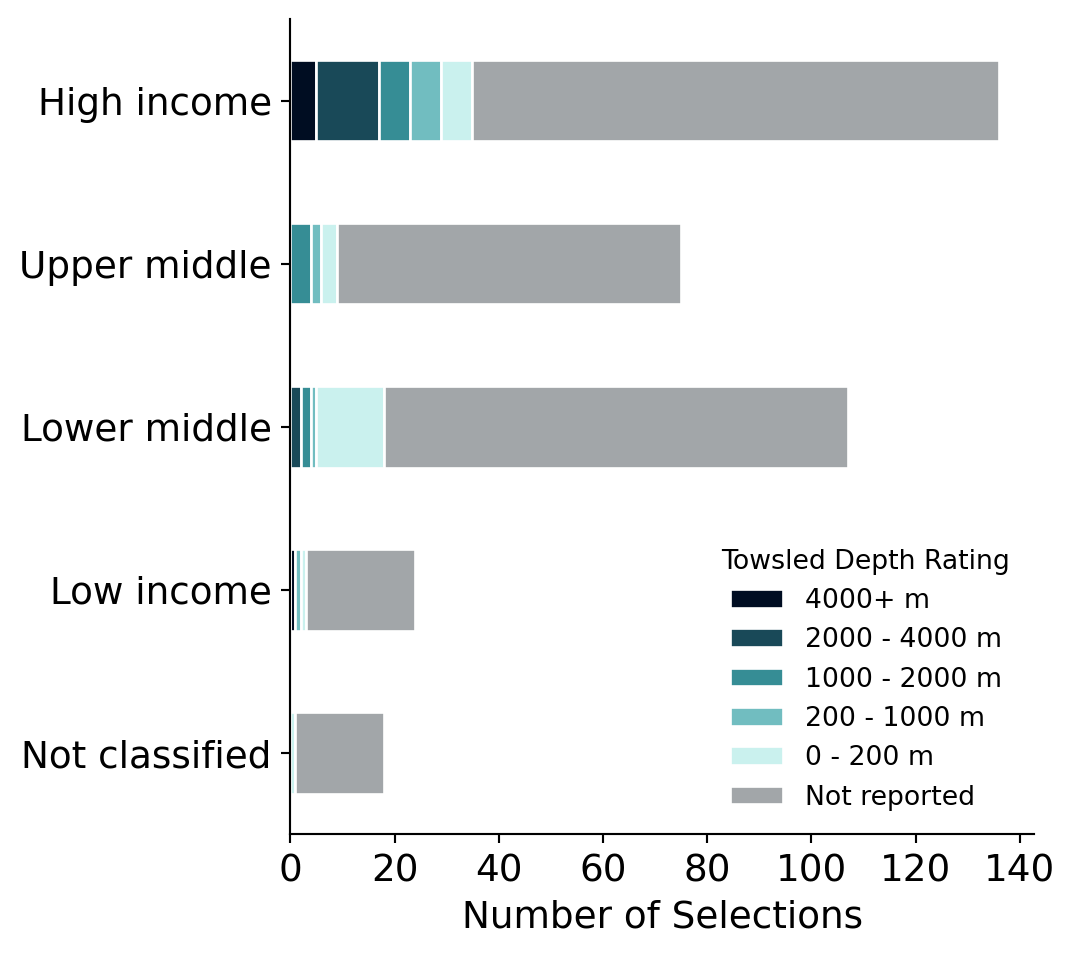 High income
Upper middle
Lower middle
Low income
Not classified
Towsled Depth Rating
4000+ m
2000 - 4000 m
1000 - 2000 m
200 - 1000 m
0 - 200 m
Not reported
0 20 40 60 80 100 120 140
Number of Selections